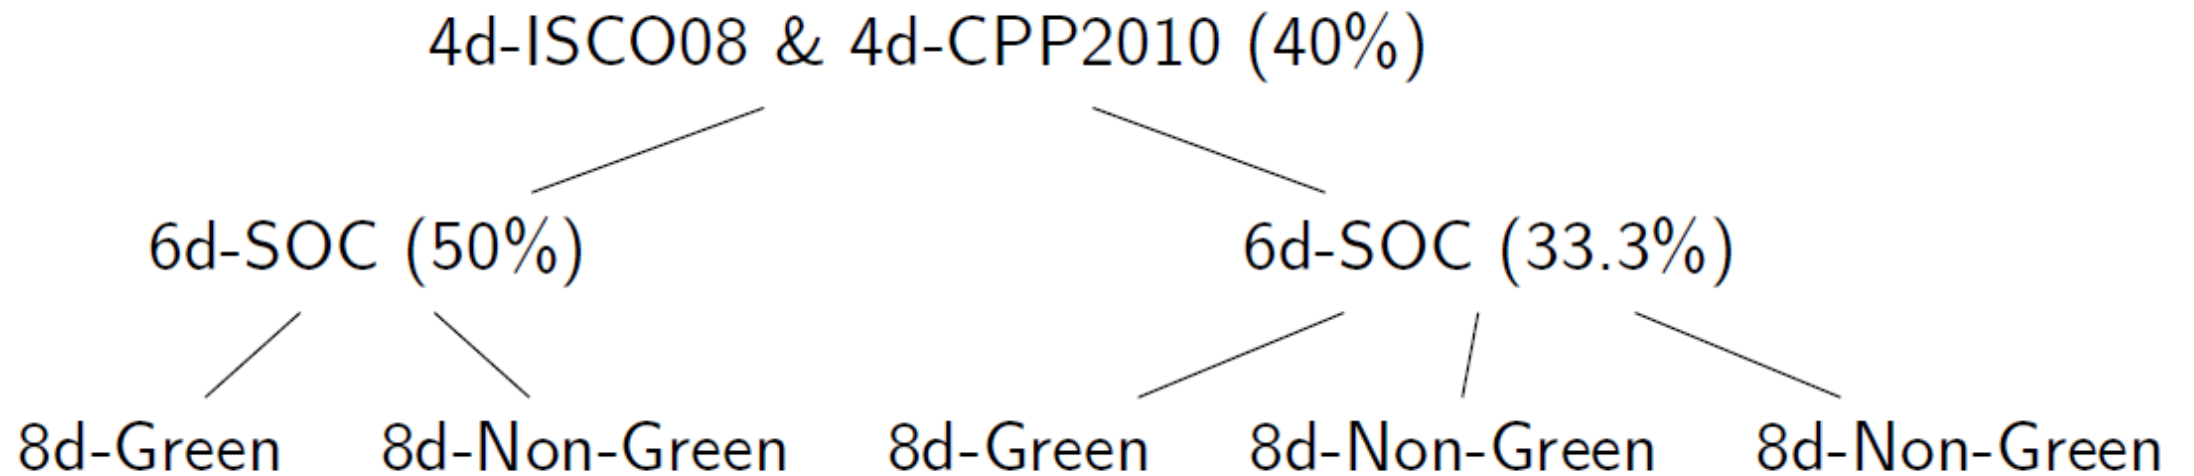 4d-ISCO08 & 4d-CPP2010 (40%)
6d-SOC (50%) 6d-SOC (33.3%)
8d-Green 8d-Non-Green 8d-Green 8d-Non-Green 8d-Non-Green